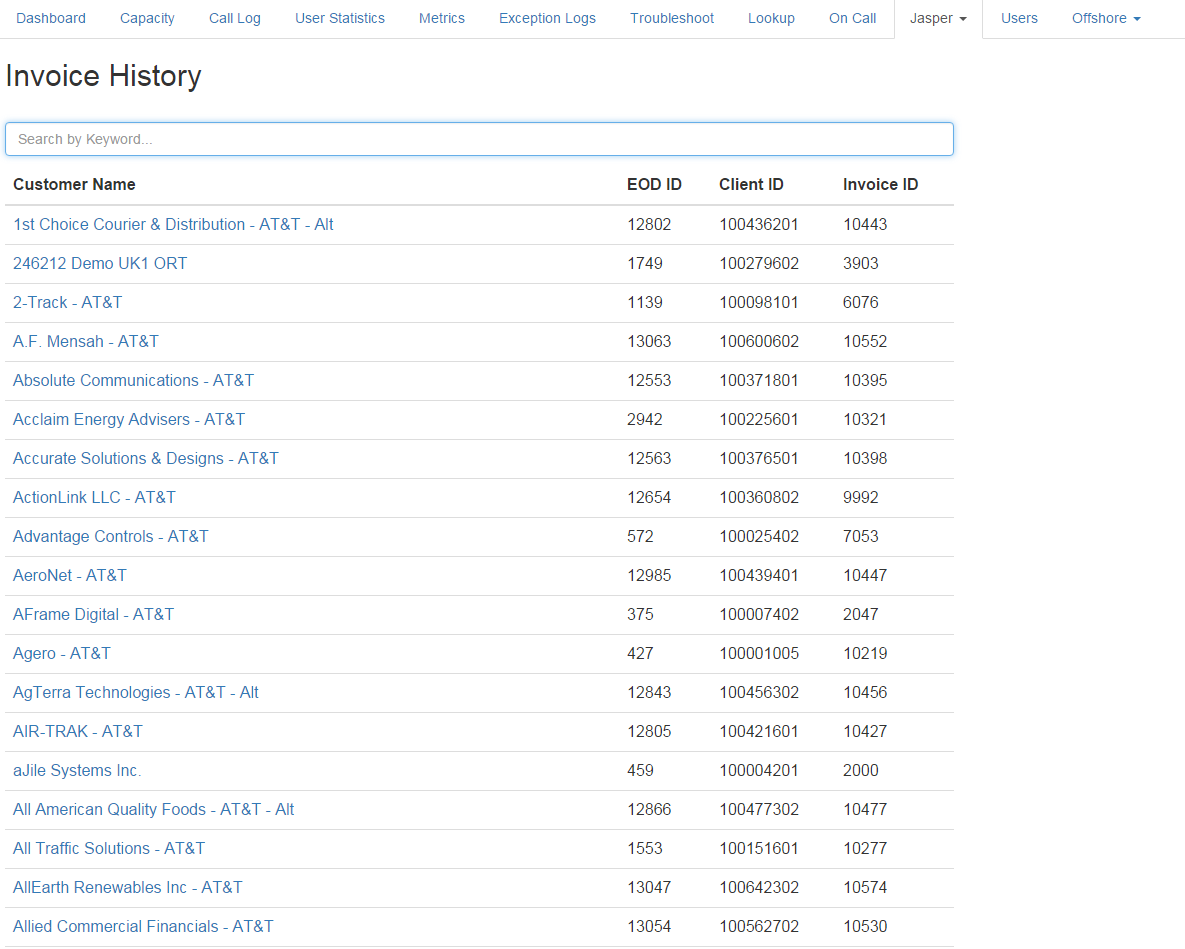 Dashboard Capacity Call Log User Statistics Metrics Exception Logs Troubleshoot Lookup On Call Jasper Users Offshore
Invoice History
Search by Keyword...
Customer Name EOD ID Client ID Invoice ID
1st Choice Courier & Distribution - AT&T - Alt 12802 100436201 10443
246212 Demo UK1 ORT 1749 100279602 3903
2-Track - AT&T 1139 100098101 6076
A.F. Mensah - AT&T 13063 100600602 10552
Absolute Communications - AT&T 12553 100371801 10395
Acclaim Energy Advisers - AT&T 2942 100225601 10321
Accurate Solutions & Designs - AT&T 12563 100376501 10398
ActionLink LLC - AT&T 12654 100360802 9992
Advantage Controls - AT&T 572 100025402 7053
AeroNet - AT&T 12985 100439401 10447
AFrame Digital - AT&T 375 100007402 2047
Agero - AT&T 427 100001005 10219
AgTerra Technologies - AT&T - Alt 12843 100456302 10456
AIR-TRAK - AT&T 12805 100421601 10427
aJile Systems Inc. 459 100004201 2000
All American Quality Foods - AT&T - Alt 12866 100477302 10477
All Traffic Solutions - AT&T 1553 100151601 10277
AllEarth Renewables Inc - AT&T 13047 100642302 10574
Allied Commercial Financials - AT&T 13054 100562702 10530